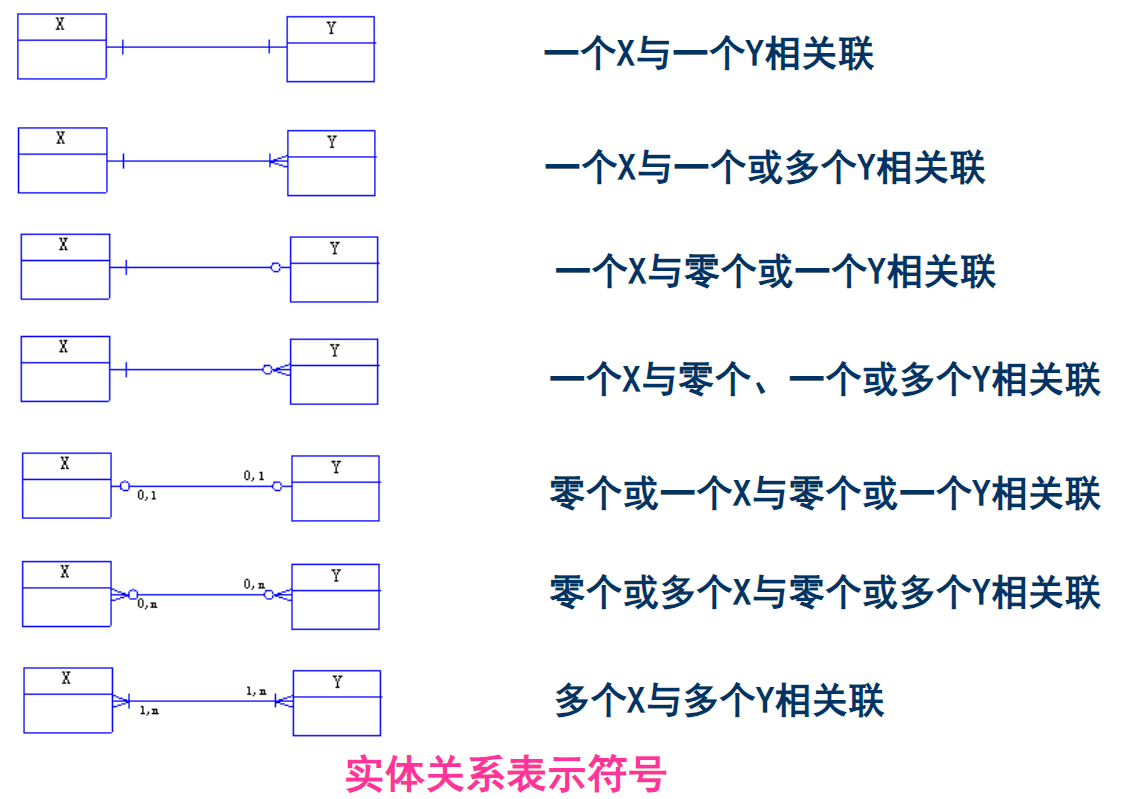 X
Y
一个X与一个Y相关联
X
Y
一个X与一个或多个Y相关联
X
Y
一个X与零个或一个Y相关联
X
Y
一个X与零个、一个或多个Y相关联
X
0,1
0,1
Y
零个或一个X与零个或一个Y相关联
X
0,n
0,n
Y
零个或多个X与零个或多个Y相关联
X
1,n
1,n
Y
多个X与多个Y相关联
实体关系表示符号